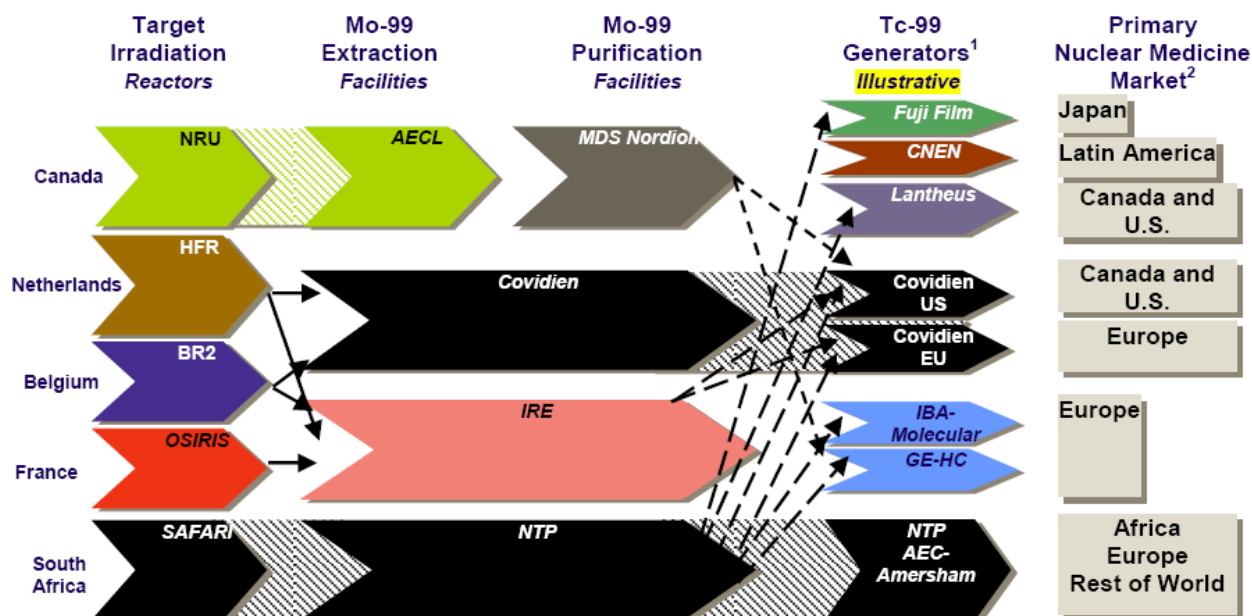 Target
Irradiation
Reactors
Mo-99
Extraction
Facilities
Mo-99
Purification
Facilities
Tc-99
Generators1
Illustrative
Primary
Nuclear Medicine
Market2
Canada
NRU
AECL
MDS Nordion
Fuji Film
Japan
CNEN
Latin America
Lantheus
Canada and
U.S.
Netherlands
HFR
Covidien
Covidien
US
Canada and
U.S.
Covidien
EU
Europe
Belgium
BR2
IRE
IBA-
Molecular
Europe
France
OSIRIS
GE-HC
South
Africa
SAFARI
NTP
NTP
AEC-
Amersham
Africa
Europe
Rest of World